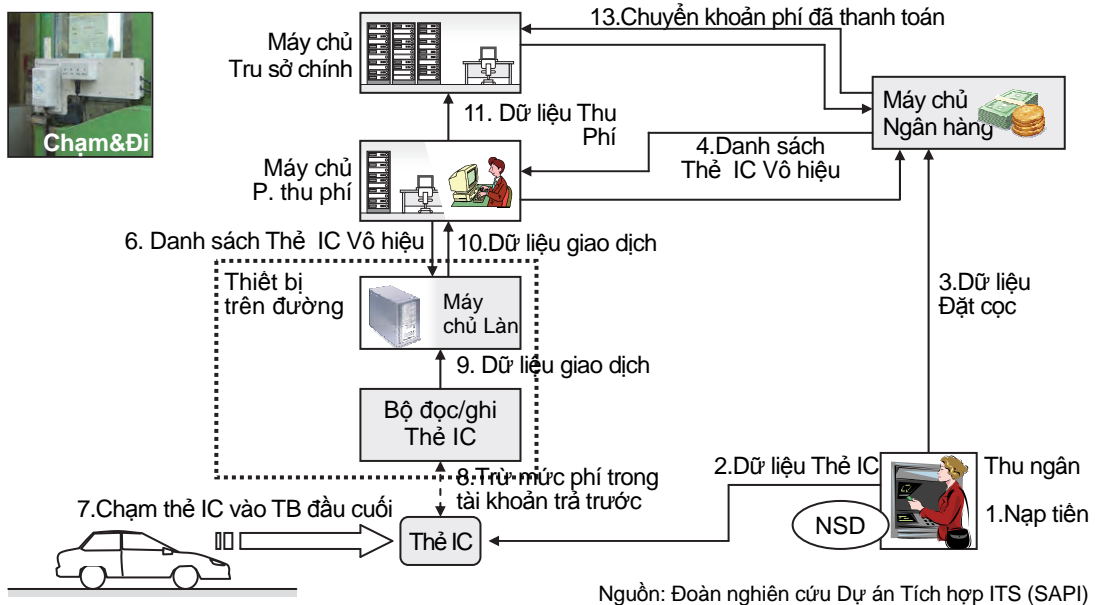 13.Chuyển khoản phí đã thanh toán
Máy chủ
Tru sở chính
Chạm&Đi
11. Dữ liệu Thu
Phí
Máy chủ
Ngân hàng
4.Danh sách
Thẻ IC Vô hiệu
Máy chủ
P. thu phí
6. Danh sách Thẻ IC Vô hiệu
10.Dữ liệu giao dịch
Thiết bị
trên đường
Máy
chủ Làn
3.Dữ liệu
Đặt cọc
9. Dữ liệu giao dịch
Bộ đọc/ghi
Thẻ IC
8.Trừ mức phí trong
tài khoản trả trước
2.Dữ liệu Thẻ IC
Thu ngân
7.Chạm thẻ IC vào TB đầu cuối
1.Nạp tiền
NSD
Thẻ IC
Nguồn: Đoàn nghiên cứu Dự án Tích hợp ITS (SAPI)